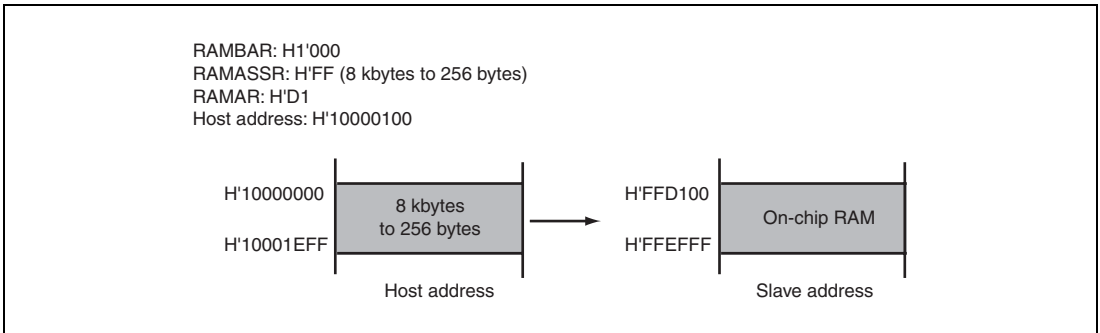 RAMBAR: H1'000
RAMASSR: H'FF (8 kbytes to 256 bytes)
RAMAR: H'D1
Host address: H'10000100
H'10000000
8 kbytes
to 256 bytes
H'10001EFF
Host address
H'FFD100
On-chip RAM
H'FFEFFF
Slave address